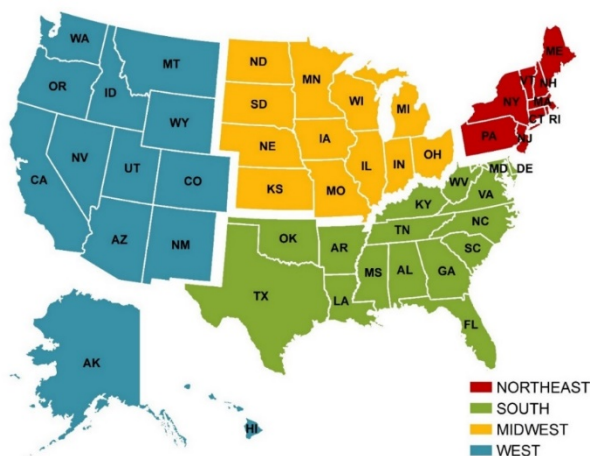 WA
MT
ND
MN
ME
OR
ID
SD
WI
MI
VT
NH
NY
MA
CT
RI
WY
IA
PA
NJ
NE
NV
UT
CO
IL
IN
OH
MD
DE
CA
KS
MO
WV
VA
KY
AZ
NM
OK
AR
TN
NC
SC
MS
AL
GA
TX
LA
FL
AK
HI
NORTHEAST
SOUTH
MIDWEST
WEST